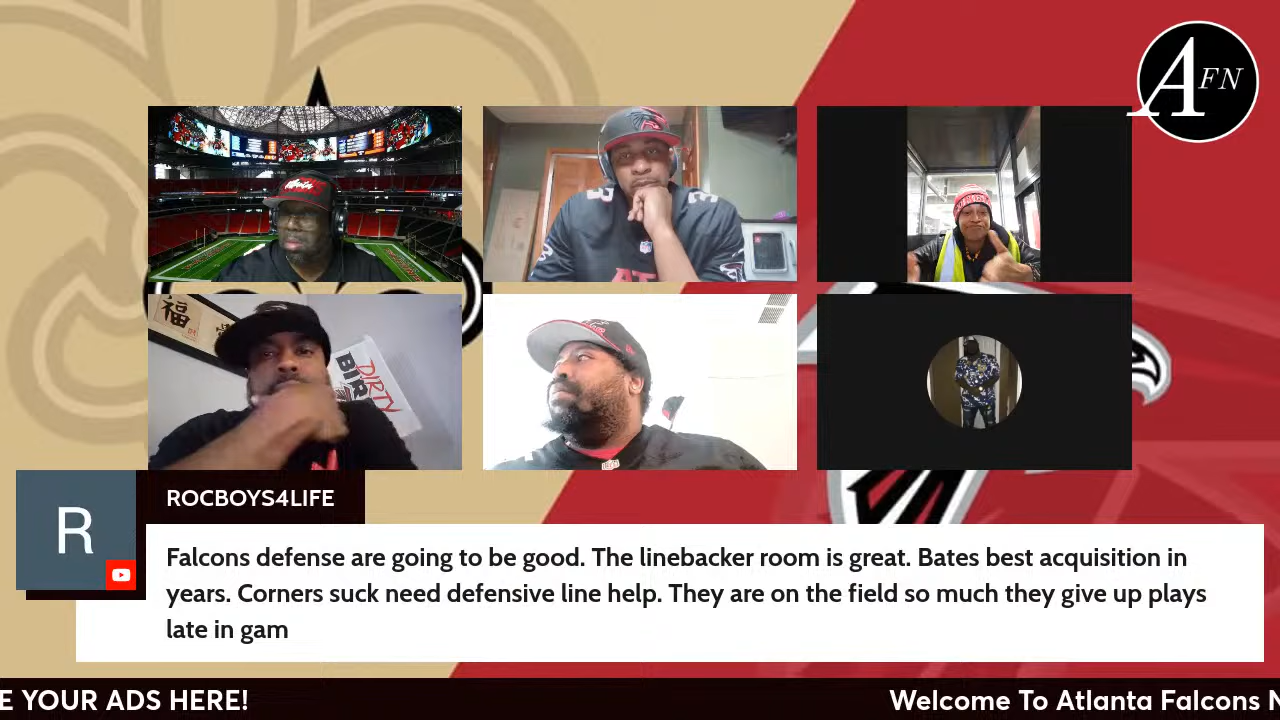 A FN
福
DIRTY
BIR
ROCBOYS4LIFE
R
Falcons defense are going to be good. The linebacker room is great. Bates best acquisition in
years. Corners suck need defensive line help. They are on the field so much they give up plays
late in gam
E YOUR ADS HERE!
Welcome To Atlanta Falcons N